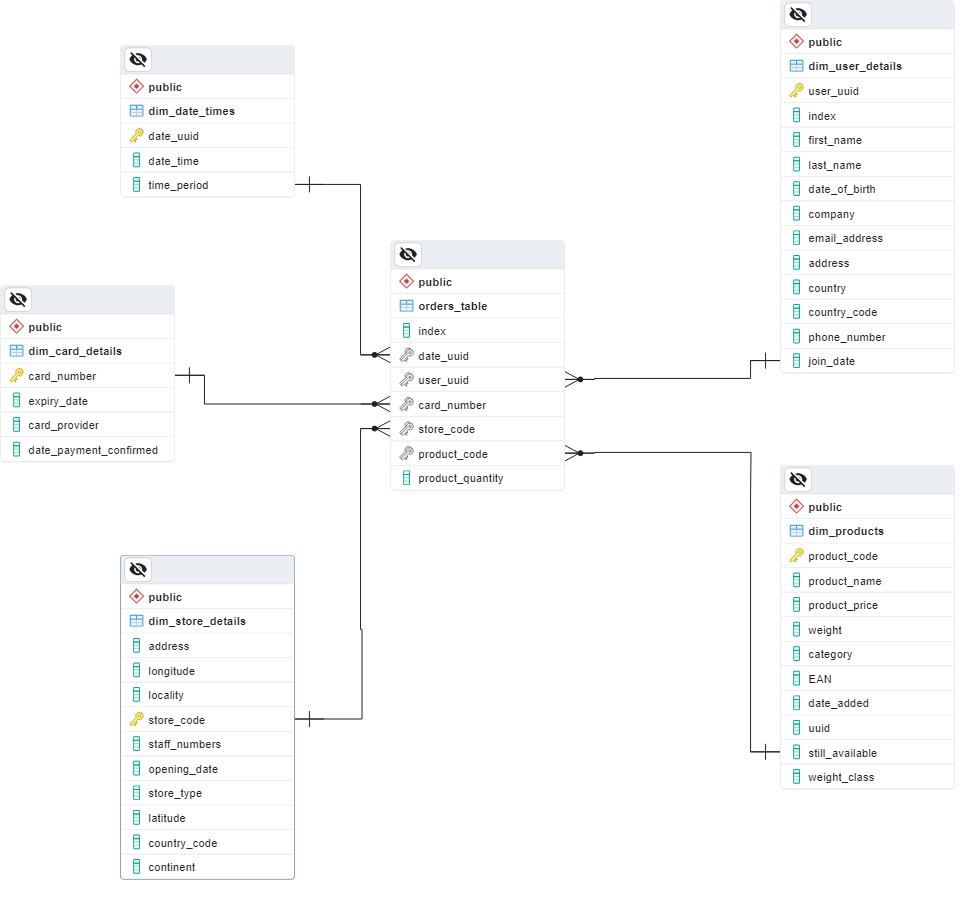 public
dim_date_times
date_uuid
date_time
time_period
public
dim_card_details
card_number
expiry_date
card_provider
date_payment_confirmed
public
dim_store_details
address
longitude
locality
store_code
staff_numbers
opening_date
store_type
latitude
country_code
continent
public
orders_table
index
date_uuid
user_uuid
card_number
store_code
product_code
product_quantity
public
dim_user_details
user_uuid
index
first_name
last_name
date_of_birth
company
email_address
address
country
country_code
phone_number
join_date
public
dim_products
product_code
product_name
product_price
weight
category
EAN
date_added
uuid
still_available
weight_class